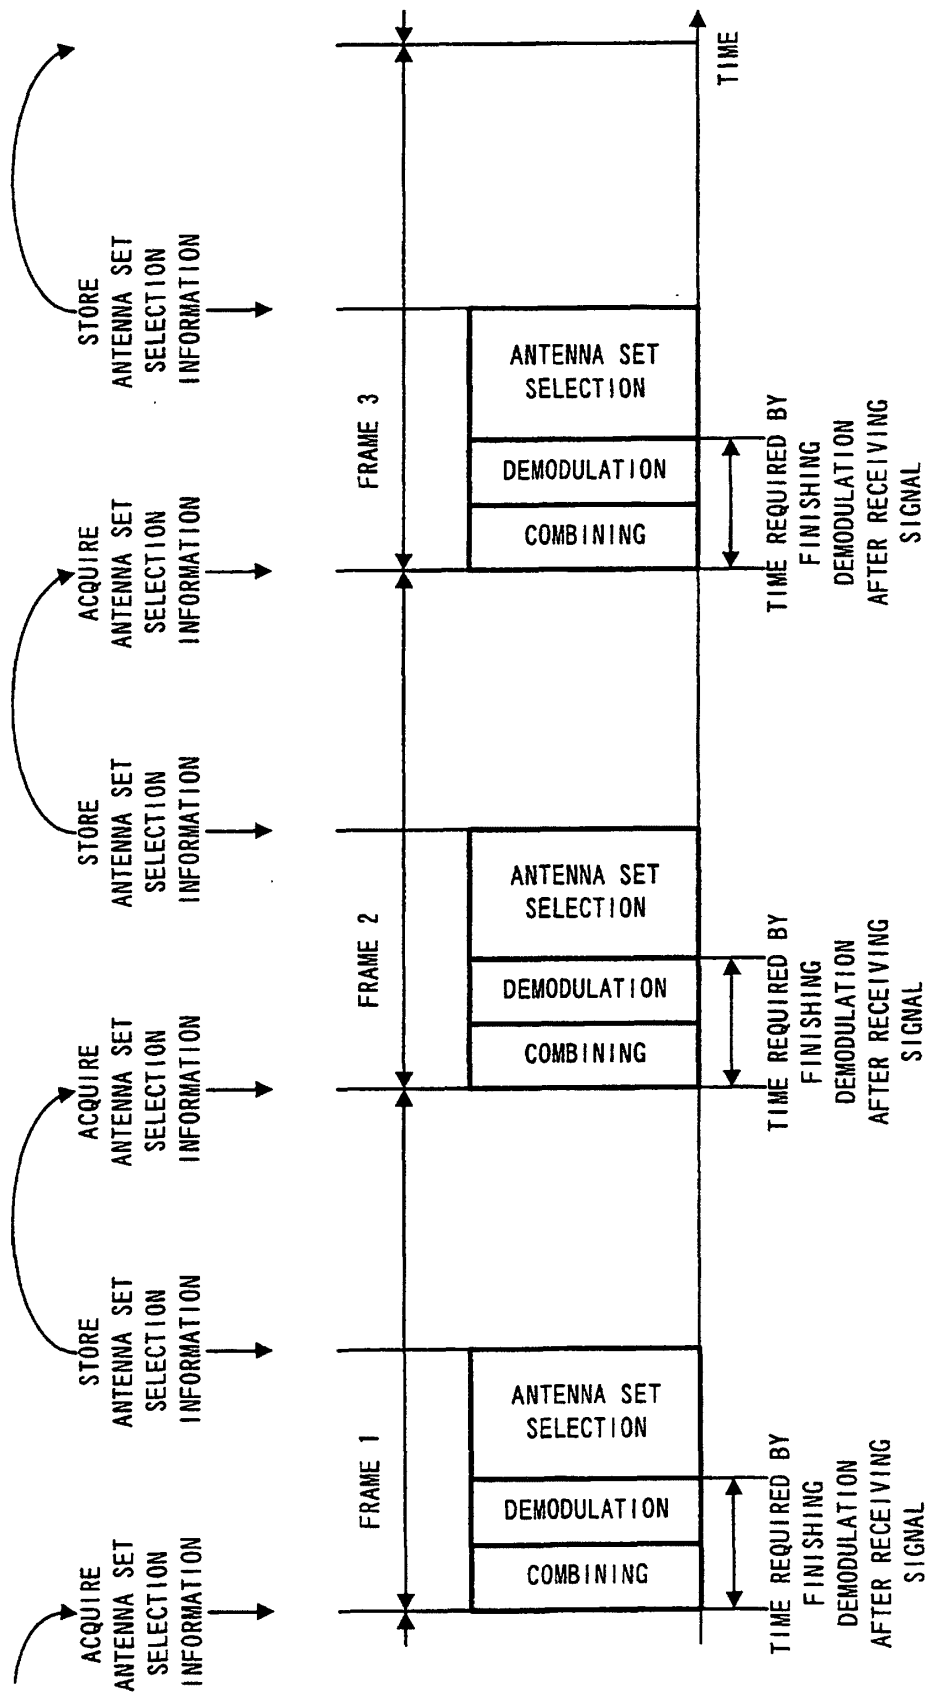 ACQUIRE
ANTENNA SET
SELECTION
INFORMATION
STORE
ANTENNA SET
SELECTION
INFORMATION
ACQUIRE
ANTENNA SET
SELECTION
INFORMATION
STORE
ANTENNA SET
SELECTION
INFORMATION
ACQUIRE
ANTENNA SET
SELECTION
INFORMATION
STORE
ANTENNA SET
SELECTION
INFORMATION
FRAME 1
FRAME 2
FRAME 3
COMBINING
DEMODULATION
ANTENNA SET
SELECTION
COMBINING
DEMODULATION
ANTENNA SET
SELECTION
COMBINING
DEMODULATION
ANTENNA SET
SELECTION
TIME
TIME REQUIRED BY
FINISHING
DEMODULATION
AFTER RECEIVING
SIGNAL
TIME REQUIRED BY
FINISHING
DEMODULATION
AFTER RECEIVING
SIGNAL
TIME REQUIRED BY
FINISHING
DEMODULATION
AFTER RECEIVING
SIGNAL